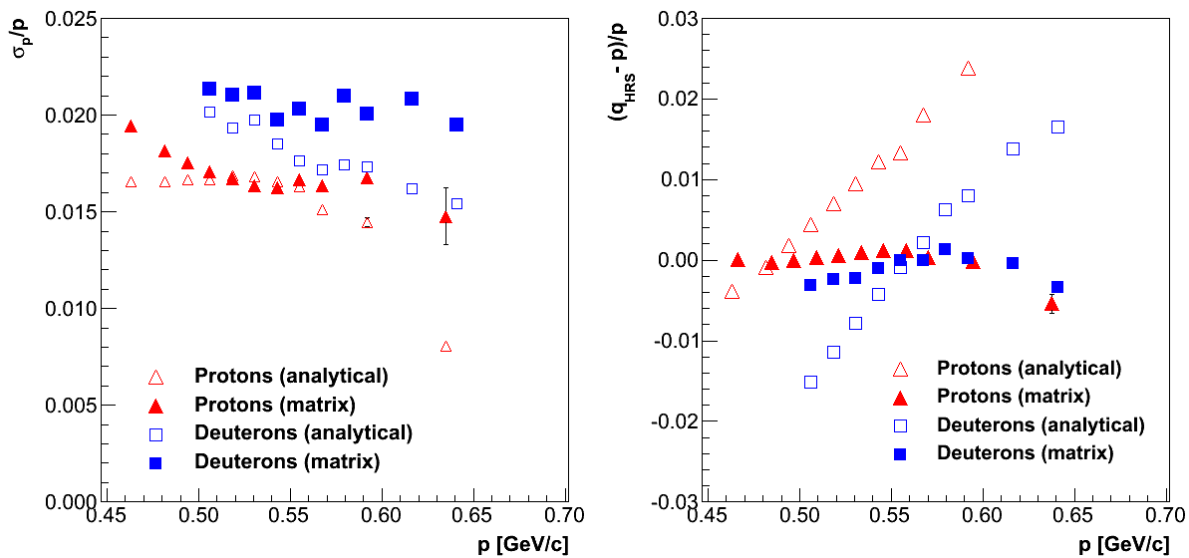 σp/p
0.025
0.020
0.015
0.010
0.005
0.000
Protons (analytical)
Protons (matrix)
Deuterons (analytical)
Deuterons (matrix)
0.45 0.50 0.55 0.60 0.65 0.70
p [GeV/c]
(qHRS - p)/p
0.03
0.02
0.01
0.00
-0.01
-0.02
-0.03
Protons (analytical)
Protons (matrix)
Deuterons (analytical)
Deuterons (matrix)
0.45 0.50 0.55 0.60 0.65 0.70
p [GeV/c]